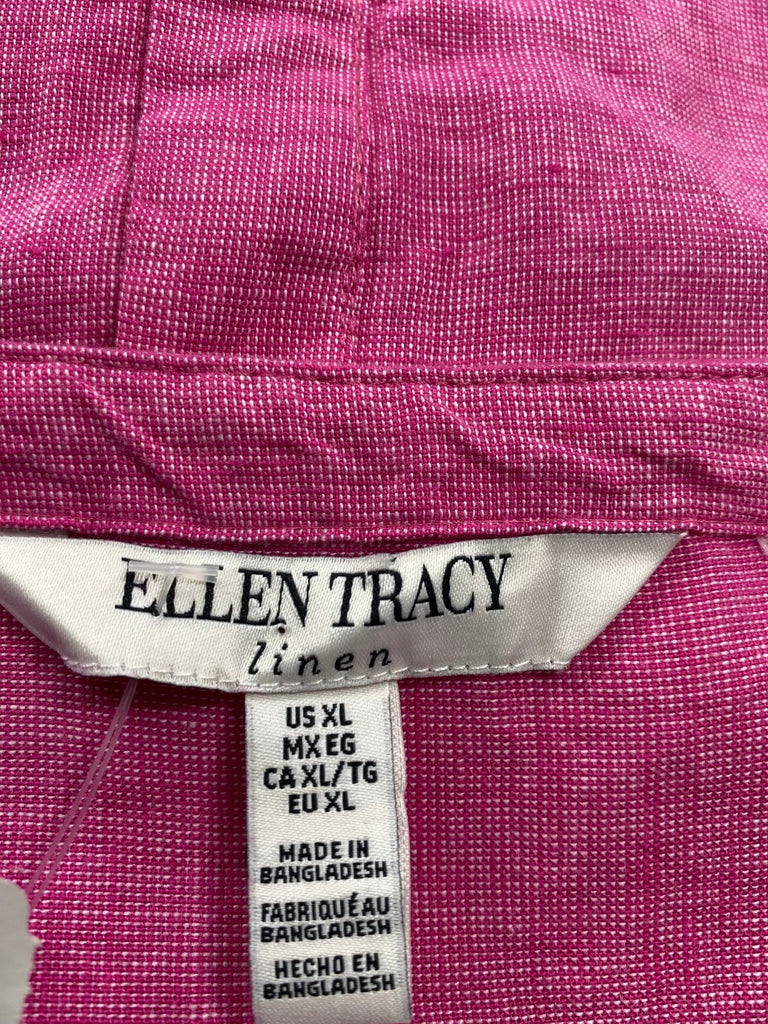 ELLEN TRACY
linen
US XL
MX EG
CA XL/TG
EU XL
MADE IN
BANGLADESH
FABRIQUÉ AU
BANGLADESH
HECHO EN
BANGLADESH